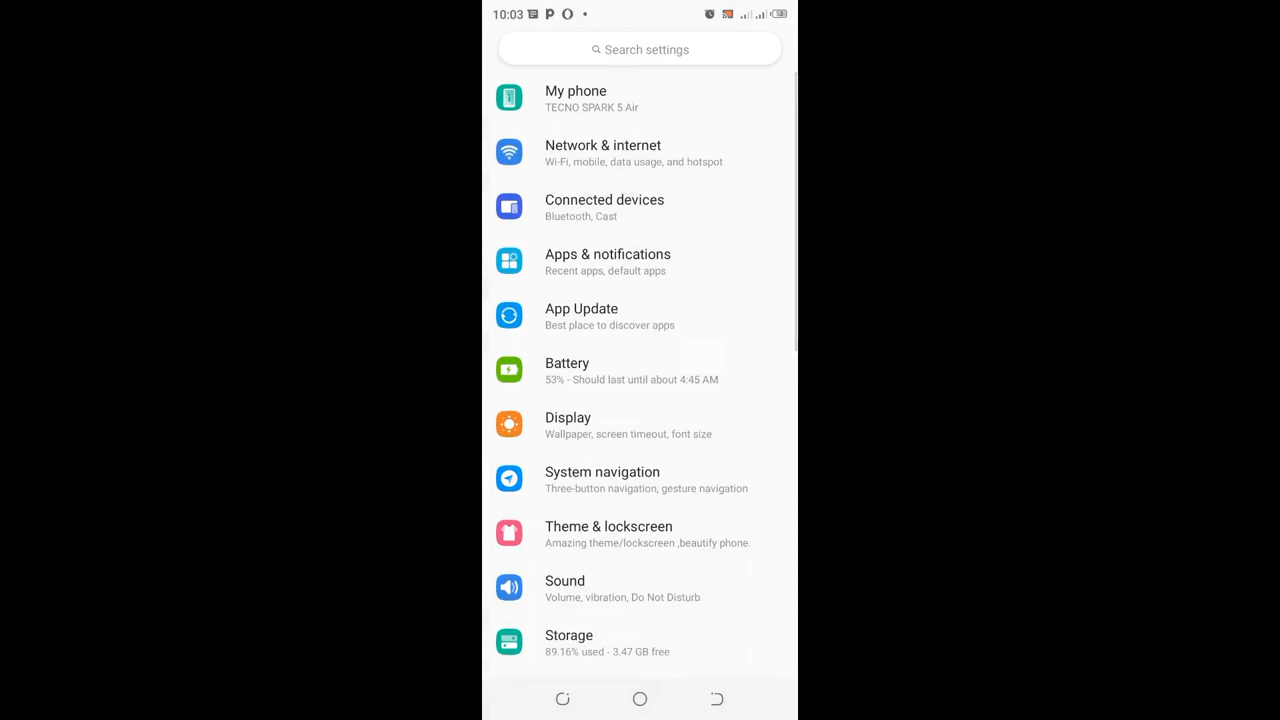 10:03
Search settings
My phone
TECNO SPARK 5 Air
Network & internet
Wi-Fi, mobile, data usage, and hotspot
Connected devices
Bluetooth, Cast
Apps & notifications
Recent apps, default apps
App Update
Best place to discover apps
Battery
53% - Should last until about 4:45 AM
Display
Wallpaper, screen timeout, font size
System navigation
Three-button navigation, gesture navigation
Theme & lockscreen
Amazing theme/lockscreen ,beautify phone.
Sound
Volume, vibration, Do Not Disturb
Storage
89.16% used - 3.47 GB free